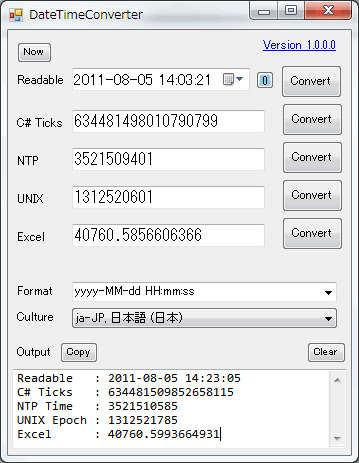 DateTimeConverter
Now
Version 1.0.0.0
Readable 2011-08-05 14:03:21 0 Convert
C# Ticks 634481498010790799 Convert
NTP 3521509401 Convert
UNIX 1312520601 Convert
Excel 40760.5856606366 Convert
Format yyyy-MM-dd HH:mm:ss
Culture ja-JP, 日本語 (日本)
Output Copy Clear
Readable : 2011-08-05 14:23:05
C# Ticks : 634481509852658115
NTP Time : 3521510585
UNIX Epoch : 1312521785
Excel : 40760.5993664931